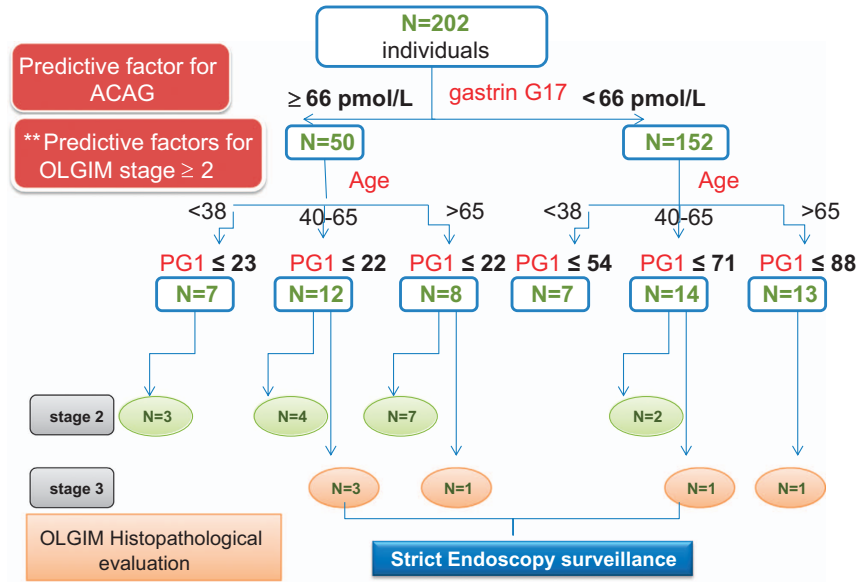 N=202
individuals
Predictive factor for
ACAG
** Predictive factors for
OLGIM stage ≥ 2
≥ 66 pmol/L
gastrin G17
< 66 pmol/L
N=50
N=152
Age
Age
<38
40-65
>65
<38
40-65
>65
PG1 ≤ 23
PG1 ≤ 22
PG1 ≤ 22
PG1 ≤ 54
PG1 ≤ 71
PG1 ≤ 88
N=7
N=12
N=8
N=7
N=14
N=13
stage 2
N=3
N=4
N=7
N=2
stage 3
N=3
N=1
N=1
N=1
OLGIM Histopathological
evaluation
Strict Endoscopy surveillance